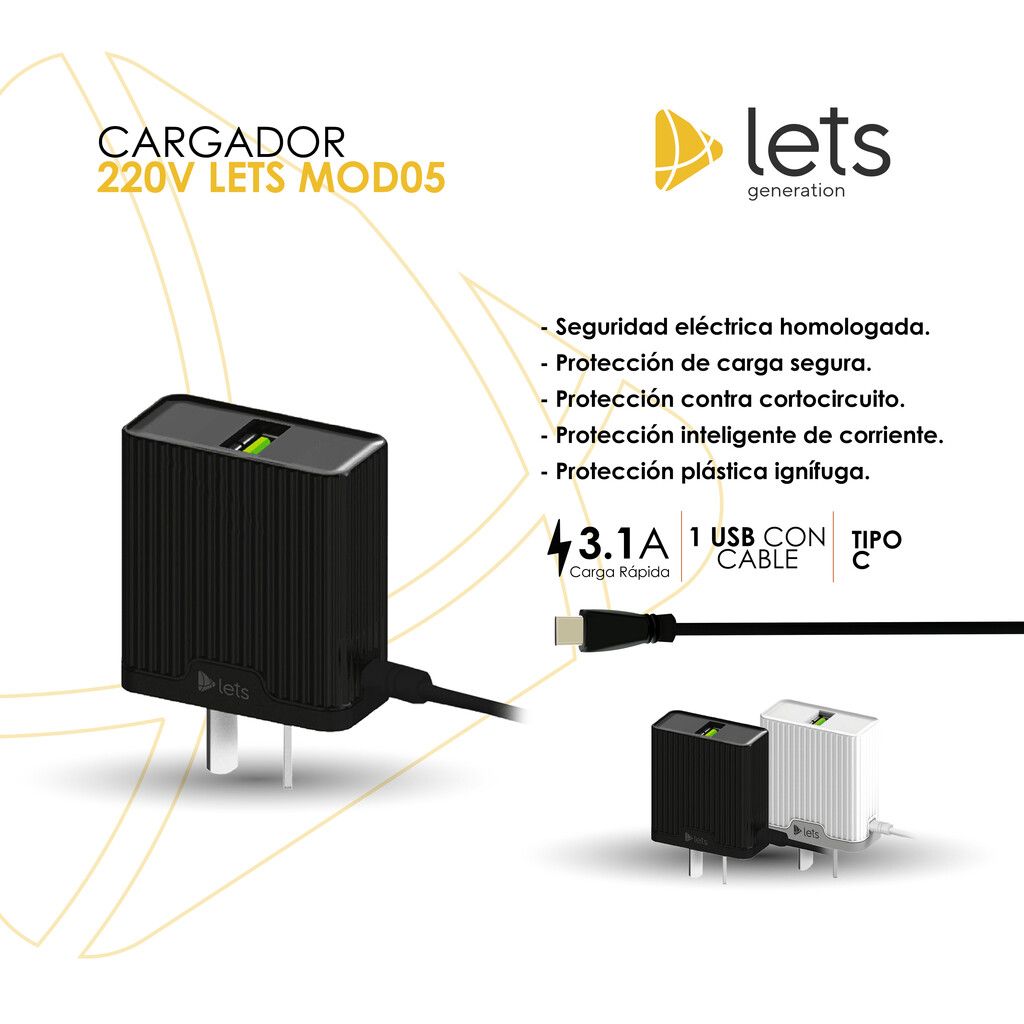 CARGADOR
220V LETS MOD05
lets
generation
- Seguridad eléctrica homologada.
- Protección de carga segura.
- Protección contra cortocircuito.
- Protección inteligente de corriente.
- Protección plástica ignífuga.
3.1A
Carga Rápida
1 USB CON
CABLE
TIPO
C
lets
lets
lets